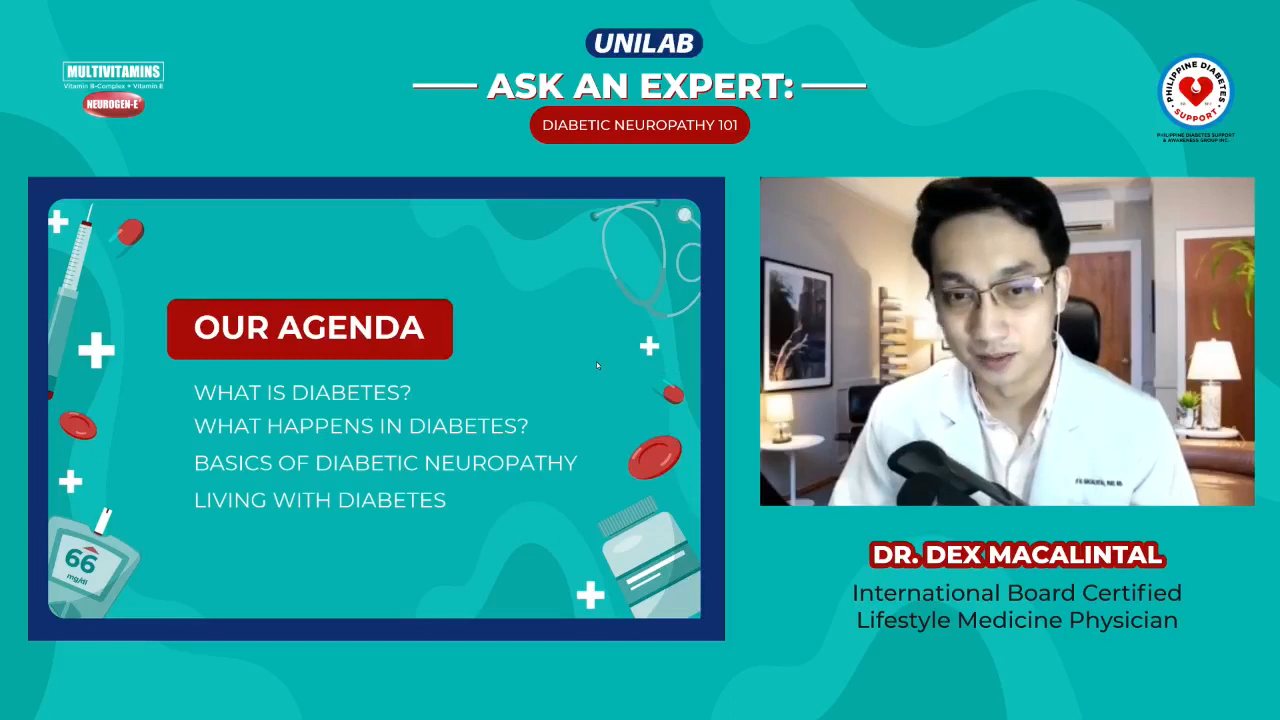 UNILAB
ASK AN EXPERT:
DIABETIC NEUROPATHY 101
MULTIVITAMINS
Vitamin B-Complex + Vitamin E
NEUROGEN-E
PHILIPPINE DIABETES
SUPPORT
PHILIPPINE DIABETES SUPPORT
& AWARENESS GROUP INC.
OUR AGENDA
WHAT IS DIABETES?
WHAT HAPPENS IN DIABETES?
BASICS OF DIABETIC NEUROPATHY
LIVING WITH DIABETES
66
mg/dl
DR. DEX MACALINTAL
International Board Certified
Lifestyle Medicine Physician